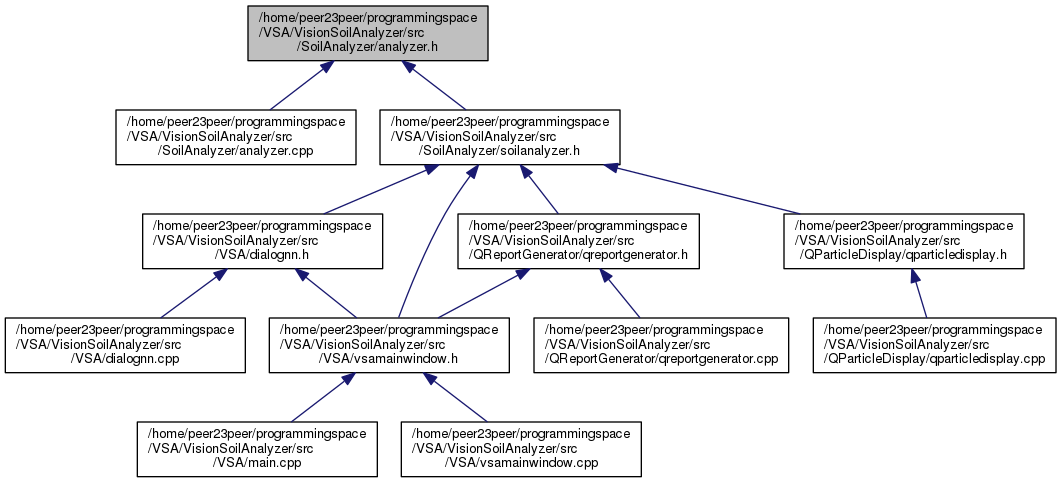 /home/peer23peer/programmingspace
/VSA/VisionSoilAnalyzer/src
/SoilAnalyzer/analyzer.h
/home/peer23peer/programmingspace
/VSA/VisionSoilAnalyzer/src
/SoilAnalyzer/analyzer.cpp
/home/peer23peer/programmingspace
/VSA/VisionSoilAnalyzer/src
/SoilAnalyzer/soilanalyzer.h
/home/peer23peer/programmingspace
/VSA/VisionSoilAnalyzer/src
/VSA/dialognn.h
/home/peer23peer/programmingspace
/VSA/VisionSoilAnalyzer/src
/QReportGenerator/qreportgenerator.h
/home/peer23peer/programmingspace
/VSA/VisionSoilAnalyzer/src
/QParticleDisplay/qparticledisplay.h
/home/peer23peer/programmingspace
/VSA/VisionSoilAnalyzer/src
/VSA/dialognn.cpp
/home/peer23peer/programmingspace
/VSA/VisionSoilAnalyzer/src
/VSA/vsamainwindow.h
/home/peer23peer/programmingspace
/VSA/VisionSoilAnalyzer/src
/QReportGenerator/qreportgenerator.cpp
/home/peer23peer/programmingspace
/VSA/VisionSoilAnalyzer/src
/QParticleDisplay/qparticledisplay.cpp
/home/peer23peer/programmingspace
/VSA/VisionSoilAnalyzer/src
/VSA/main.cpp
/home/peer23peer/programmingspace
/VSA/VisionSoilAnalyzer/src
/VSA/vsamainwindow.cpp